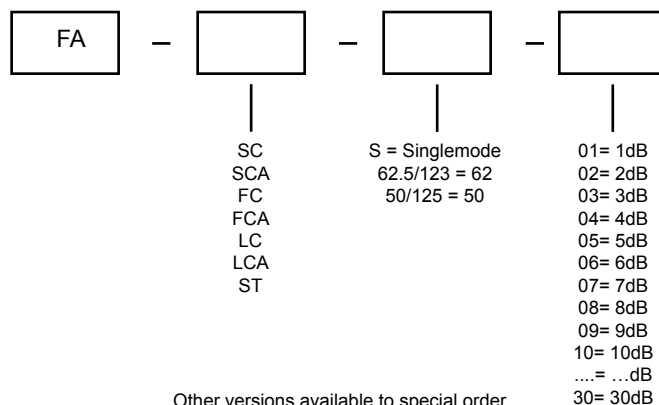 FA – – –
SC
SCA
FC
FCA
LC
LCA
ST
S = Singlemode
62.5/123 = 62
50/125 = 50
01= 1dB
02= 2dB
03= 3dB
04= 4dB
05= 5dB
06= 6dB
07= 7dB
08= 8dB
09= 9dB
10= 10dB
....= …dB
30= 30dB
Other versions available to special order